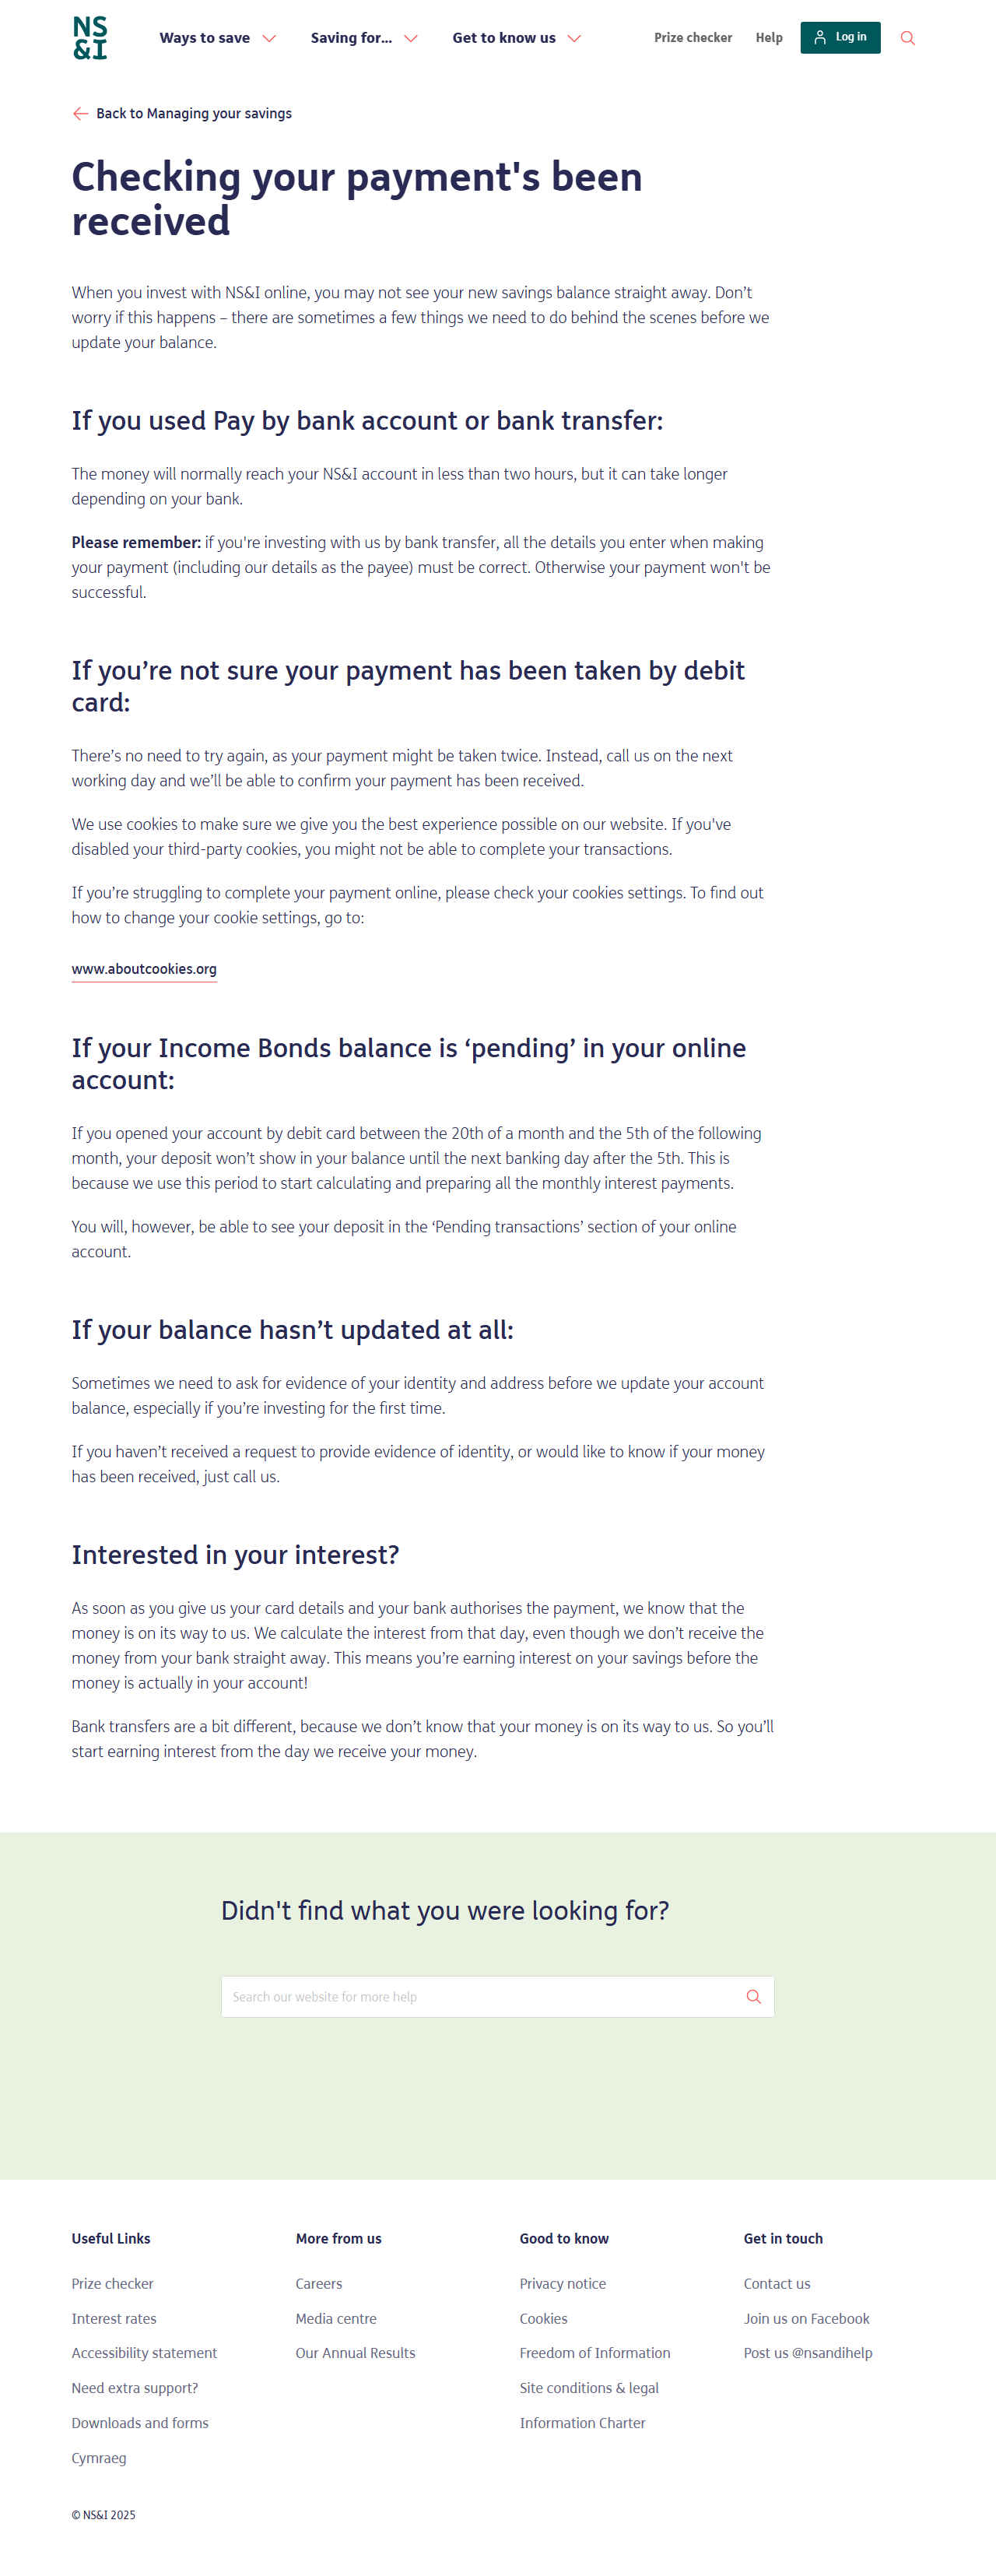 NS
&I
Ways to save
Saving for...
Get to know us
Prize checker
Help
Log in
Back to Managing your savings
Checking your payment's been
received
When you invest with NS&I online, you may not see your new savings balance straight away. Don’t
worry if this happens – there are sometimes a few things we need to do behind the scenes before we
update your balance.
If you used Pay by bank account or bank transfer:
The money will normally reach your NS&I account in less than two hours, but it can take longer
depending on your bank.
Please remember: if you're investing with us by bank transfer, all the details you enter when making
your payment (including our details as the payee) must be correct. Otherwise your payment won't be
successful.
If you’re not sure your payment has been taken by debit
card:
There’s no need to try again, as your payment might be taken twice. Instead, call us on the next
working day and we’ll be able to confirm your payment has been received.
We use cookies to make sure we give you the best experience possible on our website. If you've
disabled your third-party cookies, you might not be able to complete your transactions.
If you’re struggling to complete your payment online, please check your cookies settings. To find out
how to change your cookie settings, go to:
www.aboutcookies.org
If your Income Bonds balance is ‘pending’ in your online
account:
If you opened your account by debit card between the 20th of a month and the 5th of the following
month, your deposit won’t show in your balance until the next banking day after the 5th. This is
because we use this period to start calculating and preparing all the monthly interest payments.
You will, however, be able to see your deposit in the ‘Pending transactions’ section of your online
account.
If your balance hasn’t updated at all:
Sometimes we need to ask for evidence of your identity and address before we update your account
balance, especially if you’re investing for the first time.
If you haven’t received a request to provide evidence of identity, or would like to know if your money
has been received, just call us.
Interested in your interest?
As soon as you give us your card details and your bank authorises the payment, we know that the
money is on its way to us. We calculate the interest from that day, even though we don’t receive the
money from your bank straight away. This means you’re earning interest on your savings before the
money is actually in your account!
Bank transfers are a bit different, because we don’t know that your money is on its way to us. So you’ll
start earning interest from the day we receive your money.
Didn't find what you were looking for?
Search our website for more help
Useful Links
Prize checker
Interest rates
Accessibility statement
Need extra support?
Downloads and forms
Cymraeg
More from us
Careers
Media centre
Our Annual Results
Good to know
Privacy notice
Cookies
Freedom of Information
Site conditions & legal
Information Charter
Get in touch
Contact us
Join us on Facebook
Post us @nsandihelp
© NS&I 2025